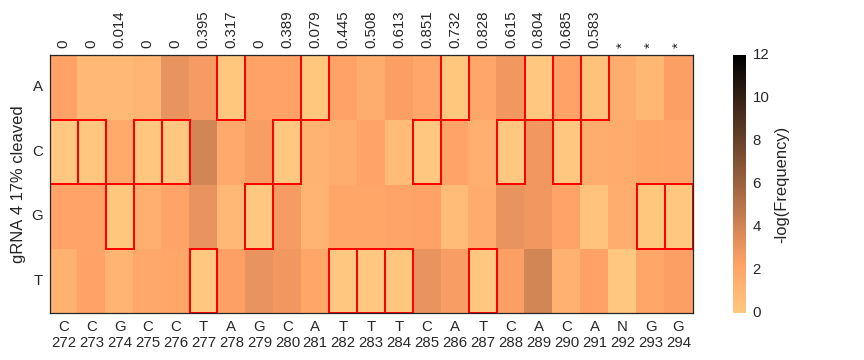 0 0 0.014 0 0 0.395 0.317 0 0.389 0.079 0.445 0.508 0.613 0.851 0.732 0.828 0.615 0.804 0.685 0.583 * * *
gRNA 4 17% cleaved
A
C
G
T
C C G C C T A G C A T T T C A T C A C A N G G
272 273 274 275 276 277 278 279 280 281 282 283 284 285 286 287 288 289 290 291 292 293 294
12
10
8
6
4
2
0
-log(Frequency)